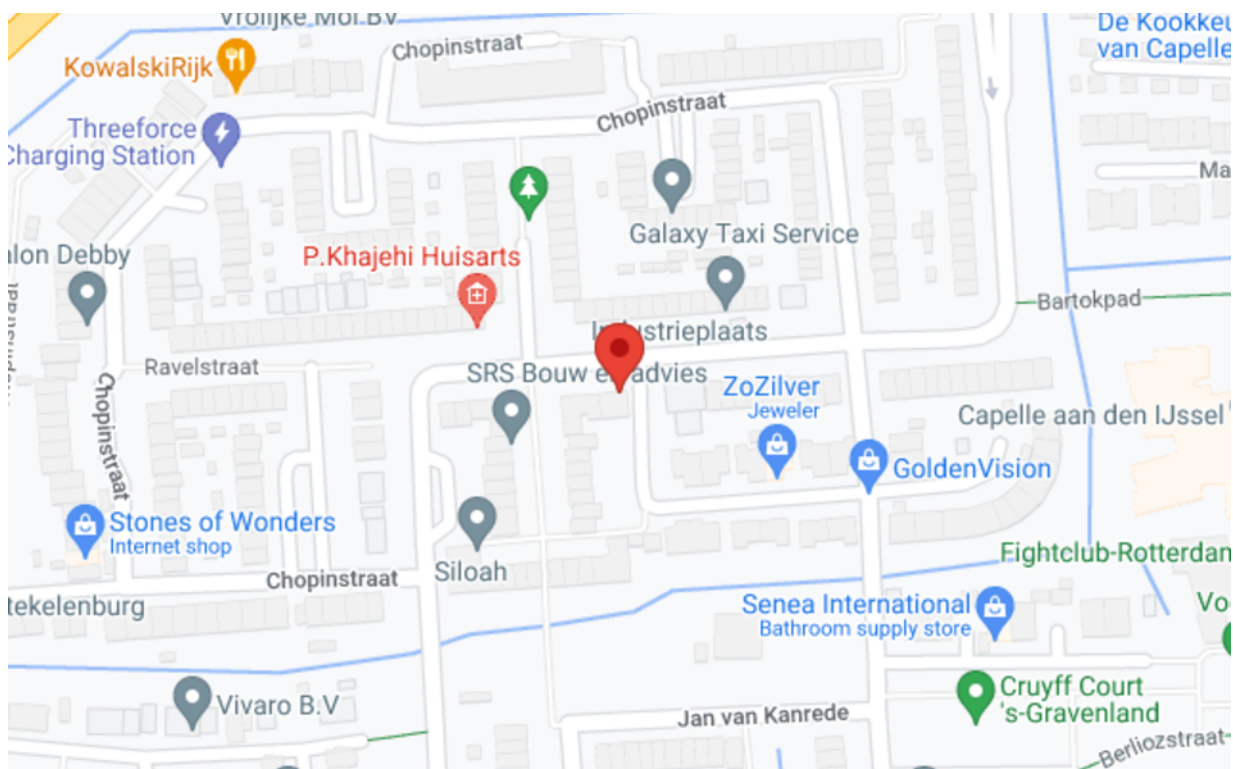 Vrolijke Mol BV
De Kookkeu
van Capelle
Chopinstraat
KowalskiRijk
Chopinstraat
Threeforce
Charging Station
Ma
Galaxy Taxi Service
alon Debby
P.Khajehi Huisarts
Bartokpad
Industrieplaats
Ravelstraat
SRS Bouw en advies
ZoZilver
Jeweler
Chopinstraat
Capelle aan den IJssel
GoldenVision
Stones of Wonders
Internet shop
Fightclub-Rotterdam
Siloah
Chopinstraat
tekelenburg
Senea International
Bathroom supply store
Vo
Cruyff Court
's-Gravenland
Vivaro B.V
Jan van Kanrede
Berliozstraat